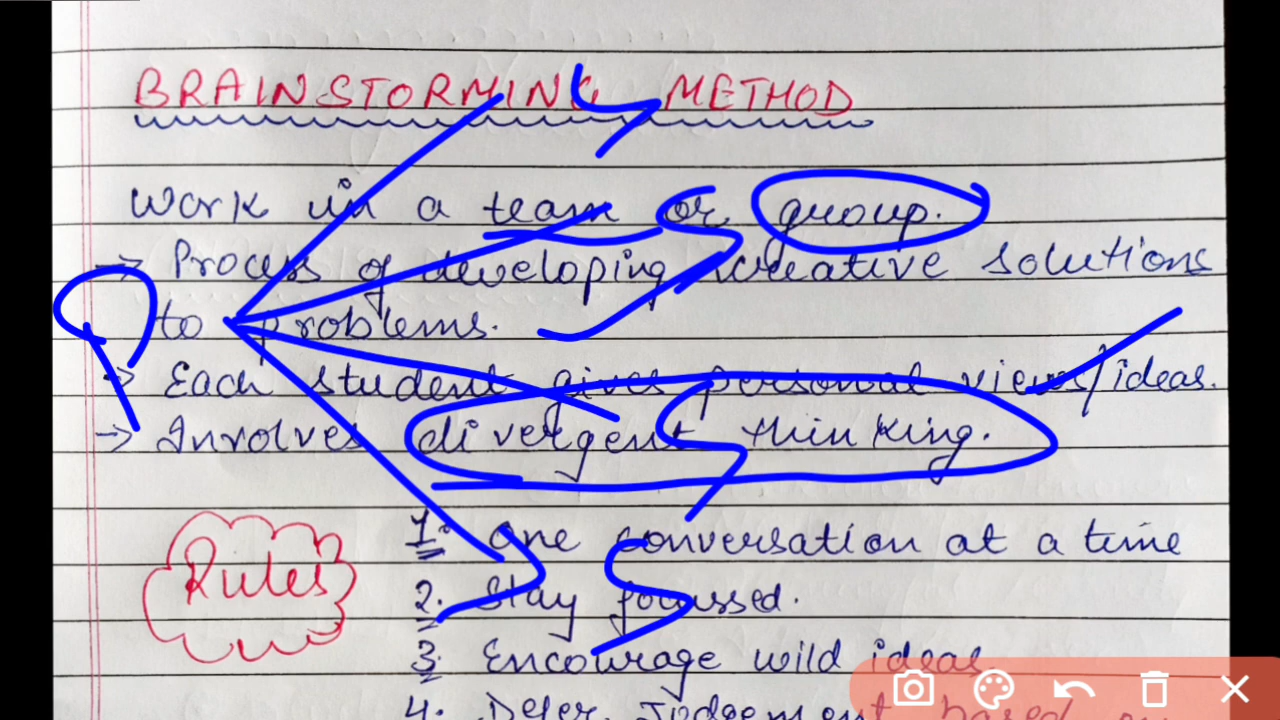 BRAINSTORMING METHOD
Work in a team or group.
→ Process of developing creative solutions
to problems.
→ Each student gives personal views/ideas.
→ Involves divergent thinking.
Rules
1. One conversation at a time
2. Stay focussed.
3. Encourage wild ideas.
4. Defer Judgement based on